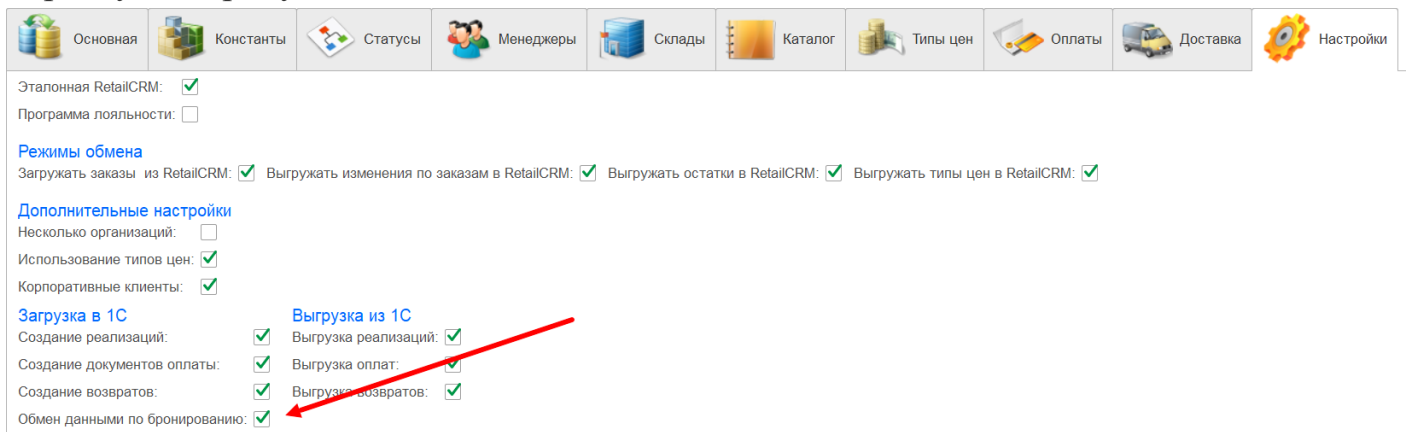 Основная Константы Статусы Менеджеры Склады Каталог Типы цен Оплаты Доставка Настройки
Эталонная RetailCRM:
Программа лояльности:
Режимы обмена
Загружать заказы из RetailCRM: Выгружать изменения по заказам в RetailCRM: Выгружать остатки в RetailCRM: Выгружать типы цен в RetailCRM:
Дополнительные настройки
Несколько организаций:
Использование типов цен:
Корпоративные клиенты:
Загрузка в 1С Выгрузка из 1С
Создание реализаций: Выгрузка реализаций:
Создание документов оплаты: Выгрузка оплат:
Создание возвратов: Выгрузка возвратов:
Обмен данными по бронированию: